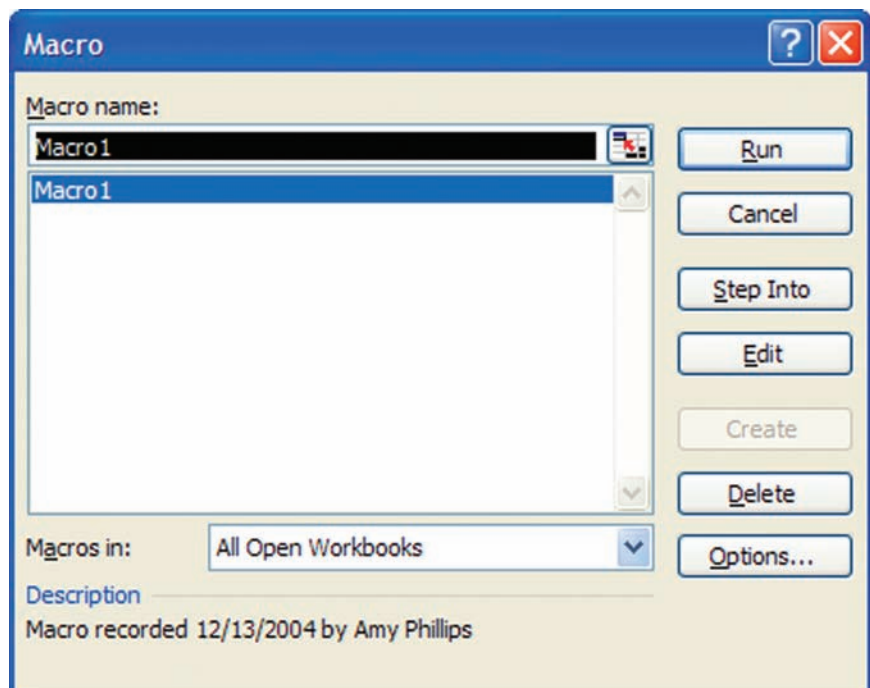 Macro
Macro name:
Macro1
Macro1
Run
Cancel
Step Into
Edit
Create
Delete
Macros in:
All Open Workbooks
Options...
Description
Macro recorded 12/13/2004 by Amy Phillips